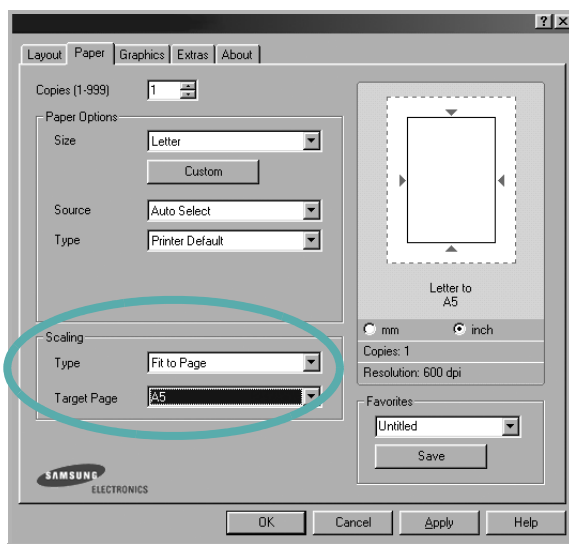 ? X
Layout Paper Graphics Extras About
Copies (1-999) 1
Paper Options
Size Letter
Custom
Source Auto Select
Type Printer Default
Letter to
A5
mm inch
Scaling
Copies: 1
Type Fit to Page
Resolution: 600 dpi
Target Page A5
Favorites
Untitled
Save
SAMSUNG
ELECTRONICS
OK Cancel Apply Help